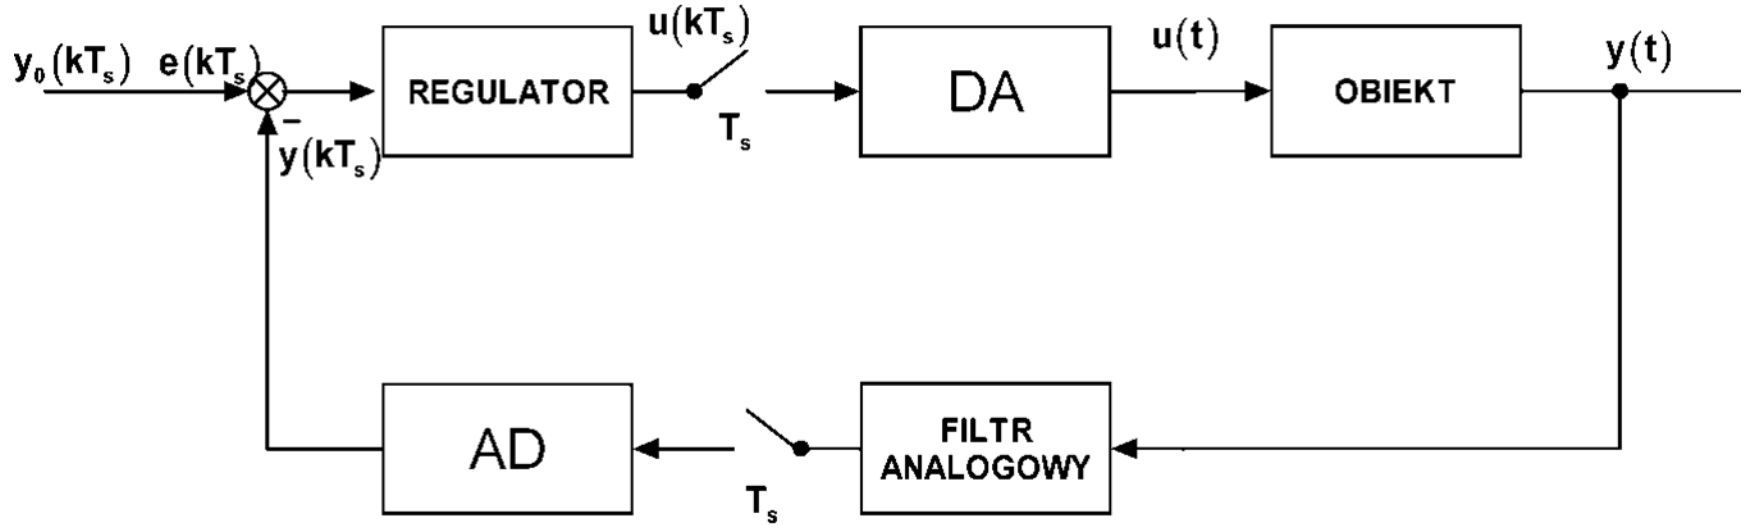 y₀(kTₛ) e(kTₛ)
REGULATOR
u(kTₛ)
Tₛ
DA
u(t)
OBIEKT
y(t)
−
y(kTₛ)
AD
Tₛ
FILTR
ANALOGOWY